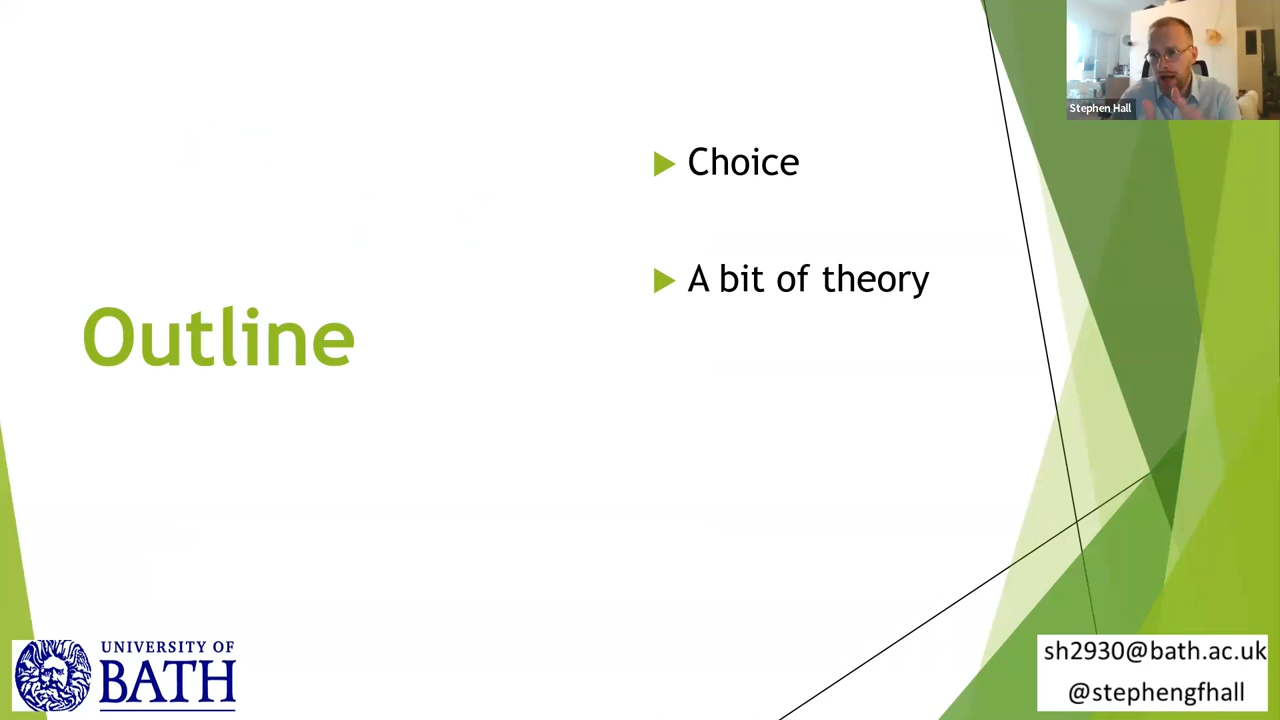 Stephen Hall
Choice
A bit of theory
Outline
UNIVERSITY OF
BATH
sh2930@bath.ac.uk
@stephengfhall